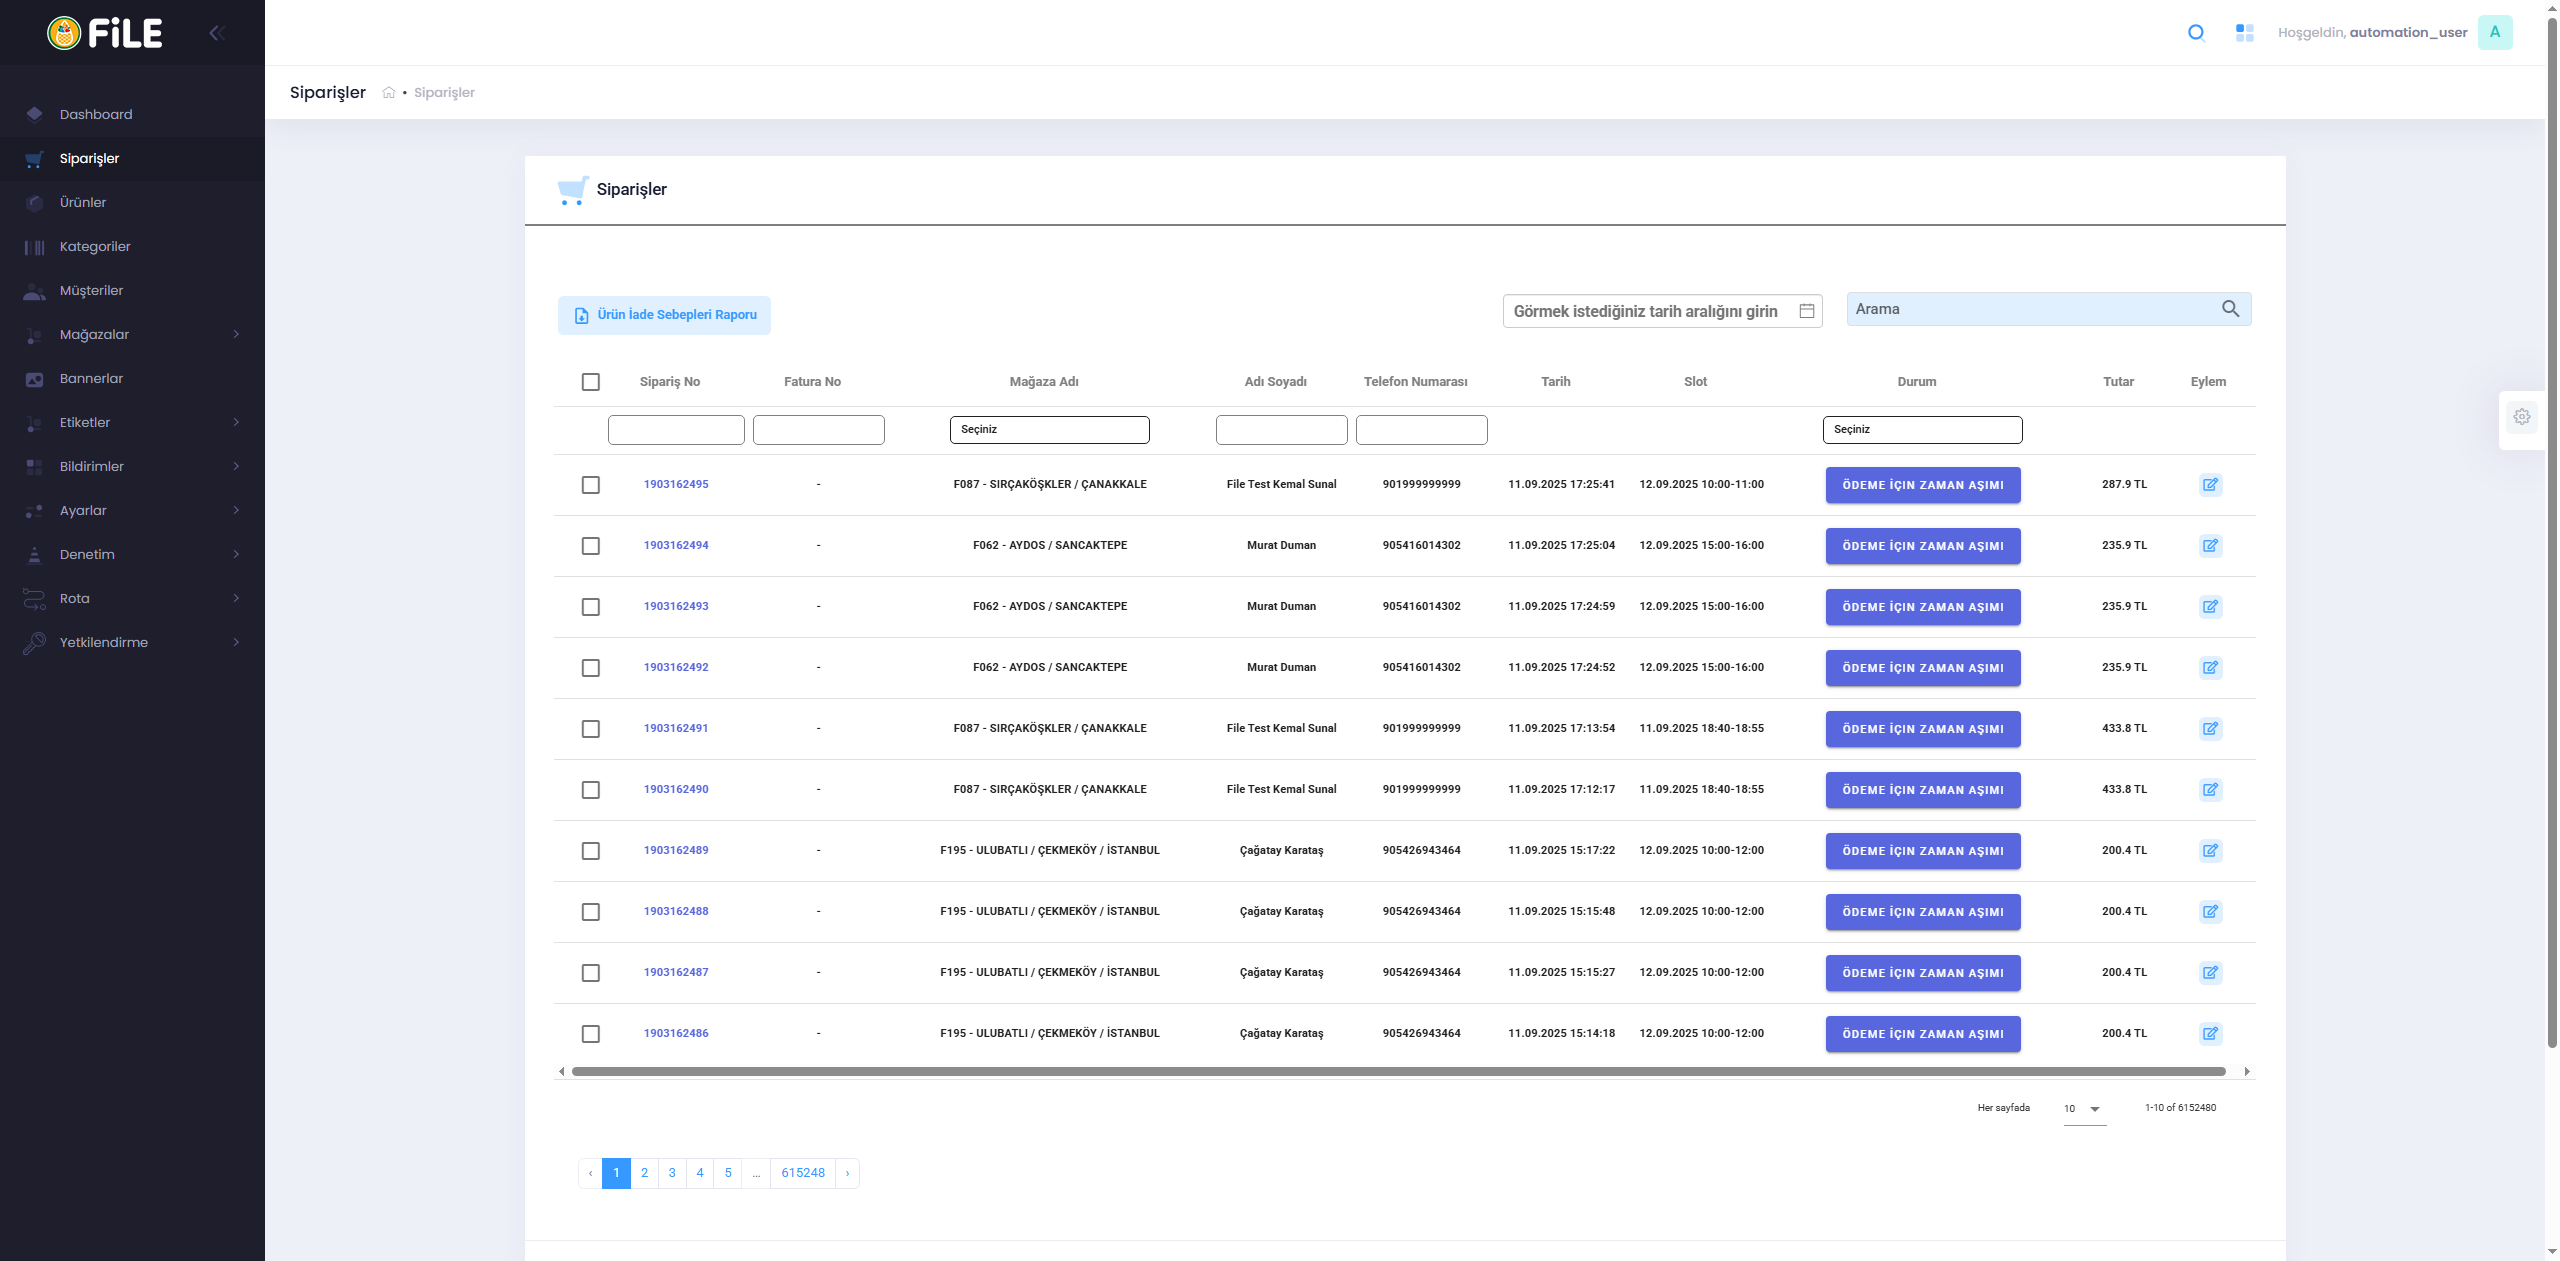 FiLE
Hoşgeldin, automation_user A
Siparişler • Siparişler
Dashboard
Siparişler
Ürünler
Kategoriler
Müşteriler
Mağazalar
Bannerlar
Etiketler
Bildirimler
Ayarlar
Denetim
Rota
Yetkilendirme
Siparişler
Ürün İade Sebepleri Raporu Görmek istediğiniz tarih aralığını girin Arama
Sipariş No Fatura No Mağaza Adı Adı Soyadı Telefon Numarası Tarih Slot Durum Tutar Eylem
Seçiniz Seçiniz
1903162495 - F087 - SIRÇAKÖŞKLER / ÇANAKKALE File Test Kemal Sunal 901999999999 11.09.2025 17:25:41 12.09.2025 10:00-11:00 ÖDEME İÇİN ZAMAN AŞIMI 287.9 TL
1903162494 - F062 - AYDOS / SANCAKTEPE Murat Duman 905416014302 11.09.2025 17:25:04 12.09.2025 15:00-16:00 ÖDEME İÇİN ZAMAN AŞIMI 235.9 TL
1903162493 - F062 - AYDOS / SANCAKTEPE Murat Duman 905416014302 11.09.2025 17:24:59 12.09.2025 15:00-16:00 ÖDEME İÇİN ZAMAN AŞIMI 235.9 TL
1903162492 - F062 - AYDOS / SANCAKTEPE Murat Duman 905416014302 11.09.2025 17:24:52 12.09.2025 15:00-16:00 ÖDEME İÇİN ZAMAN AŞIMI 235.9 TL
1903162491 - F087 - SIRÇAKÖŞKLER / ÇANAKKALE File Test Kemal Sunal 901999999999 11.09.2025 17:13:54 11.09.2025 18:40-18:55 ÖDEME İÇİN ZAMAN AŞIMI 433.8 TL
1903162490 - F087 - SIRÇAKÖŞKLER / ÇANAKKALE File Test Kemal Sunal 901999999999 11.09.2025 17:12:17 11.09.2025 18:40-18:55 ÖDEME İÇİN ZAMAN AŞIMI 433.8 TL
1903162489 - F195 - ULUBATLI / ÇEKMEKÖY / İSTANBUL Çağatay Karataş 905426943464 11.09.2025 15:17:22 12.09.2025 10:00-12:00 ÖDEME İÇİN ZAMAN AŞIMI 200.4 TL
1903162488 - F195 - ULUBATLI / ÇEKMEKÖY / İSTANBUL Çağatay Karataş 905426943464 11.09.2025 15:15:48 12.09.2025 10:00-12:00 ÖDEME İÇİN ZAMAN AŞIMI 200.4 TL
1903162487 - F195 - ULUBATLI / ÇEKMEKÖY / İSTANBUL Çağatay Karataş 905426943464 11.09.2025 15:15:27 12.09.2025 10:00-12:00 ÖDEME İÇİN ZAMAN AŞIMI 200.4 TL
1903162486 - F195 - ULUBATLI / ÇEKMEKÖY / İSTANBUL Çağatay Karataş 905426943464 11.09.2025 15:14:18 12.09.2025 10:00-12:00 ÖDEME İÇİN ZAMAN AŞIMI 200.4 TL
Her sayfada 10 1-10 of 6152480
‹ 1 2 3 4 5 ... 615248 ›